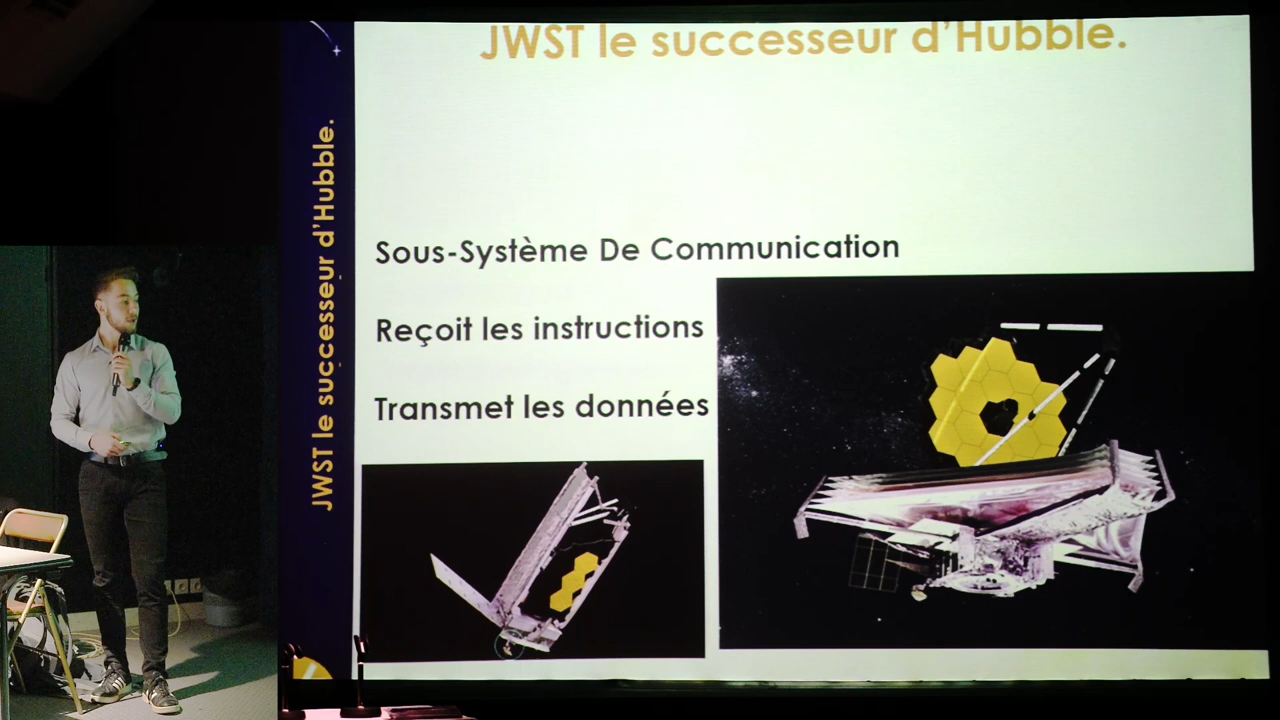 JWST le successeur d'Hubble.
JWST le successeur d'Hubble.
Sous-Système De Communication
Reçoit les instructions
Transmet les données